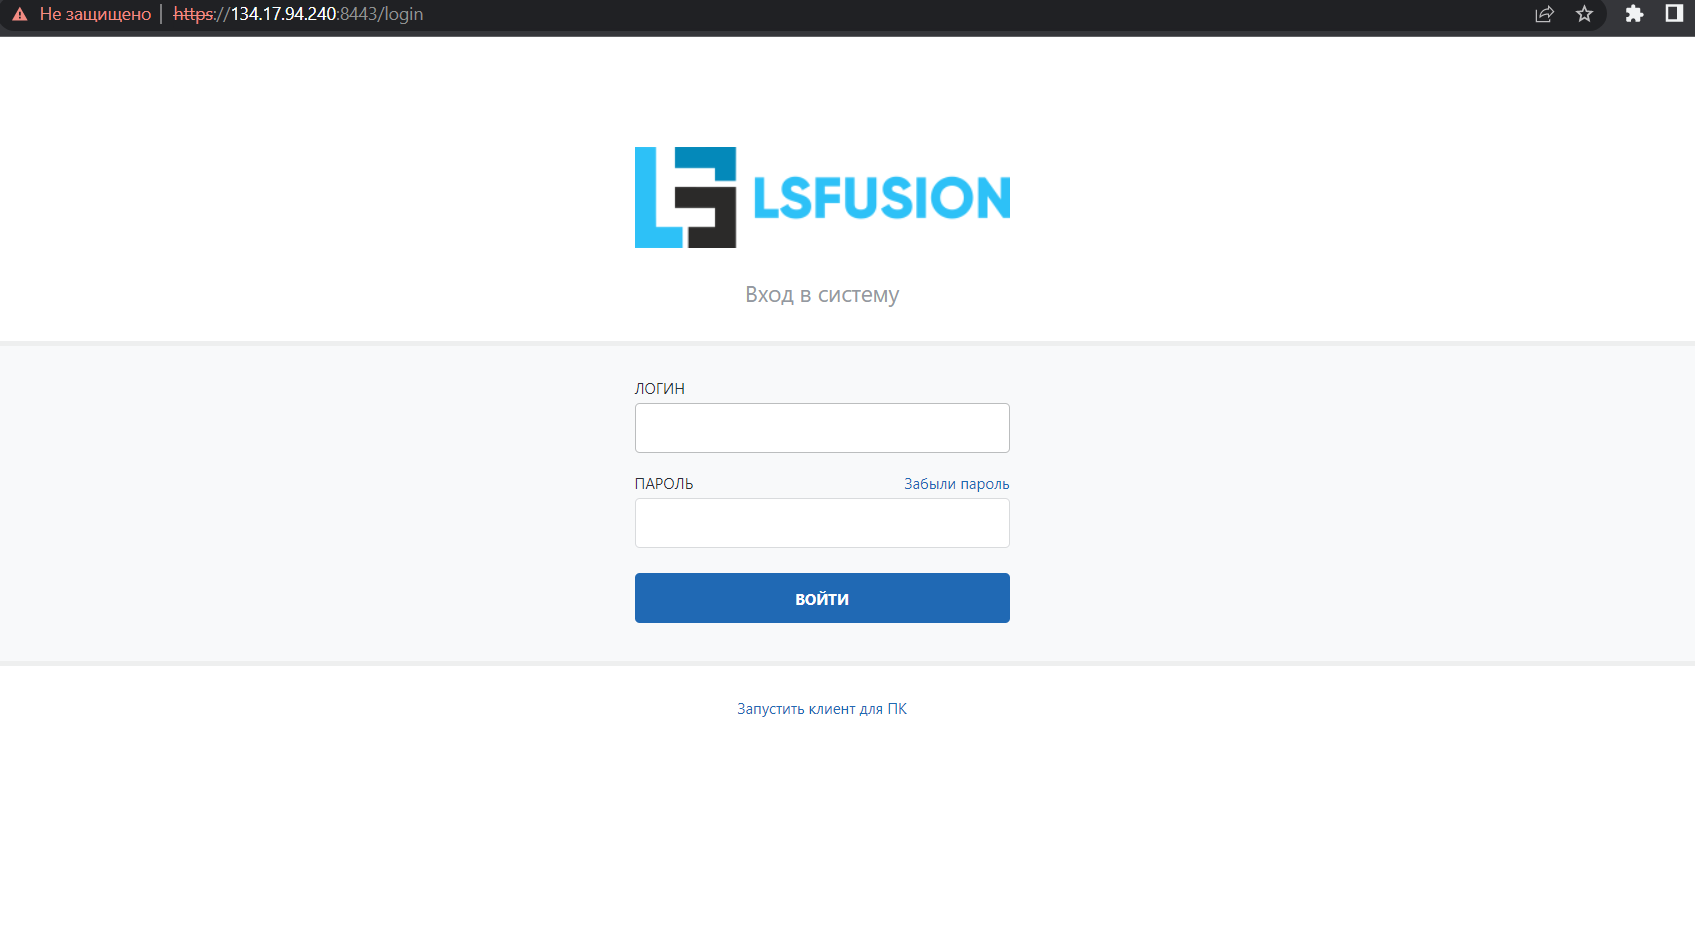 Не защищено | https://134.17.94.240:8443/login
LSFUSION
Вход в систему
ЛОГИН
ПАРОЛЬ Забыли пароль
ВОЙТИ
Запустить клиент для ПК